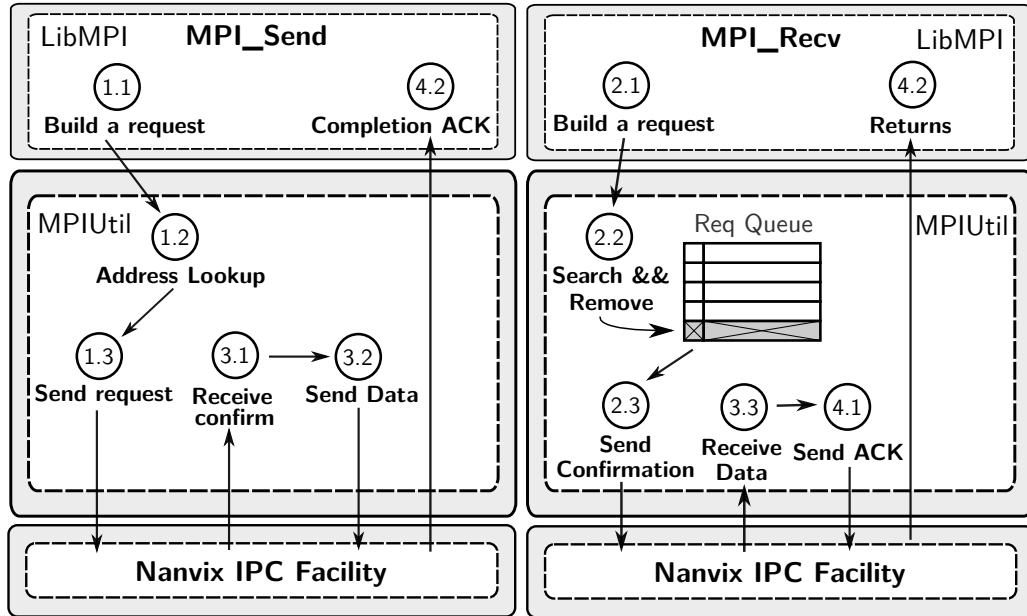 LibMPI
MPI_Send
1.1
4.2
Build a request
Completion ACK
MPIUtil
1.2
Address Lookup
1.3
3.1
3.2
Send request
Receive
confirm
Send Data
Nanvix IPC Facility
MPI_Recv
LibMPI
2.1
4.2
Build a request
Returns
MPIUtil
Req Queue
2.2
Search &&
Remove
2.3
3.3
4.1
Send
Confirmation
Receive
Data
Send ACK
Nanvix IPC Facility